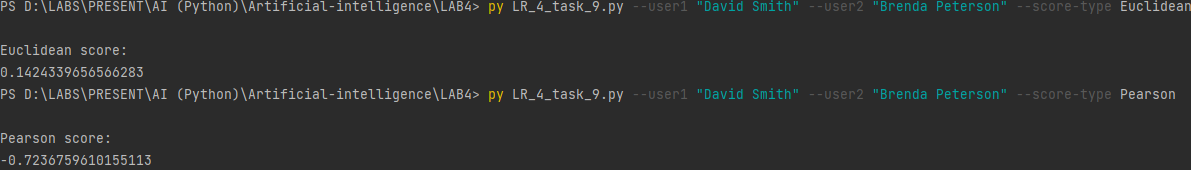 PS D:\LABS\PRESENT\AI (Python)\Artificial-intelligence\LAB4> py LR_4_task_9.py --user1 "David Smith" --user2 "Brenda Peterson" --score-type Euclidean
Euclidean score:
0.1424339656566283
PS D:\LABS\PRESENT\AI (Python)\Artificial-intelligence\LAB4> py LR_4_task_9.py --user1 "David Smith" --user2 "Brenda Peterson" --score-type Pearson
Pearson score:
-0.7236759610155113